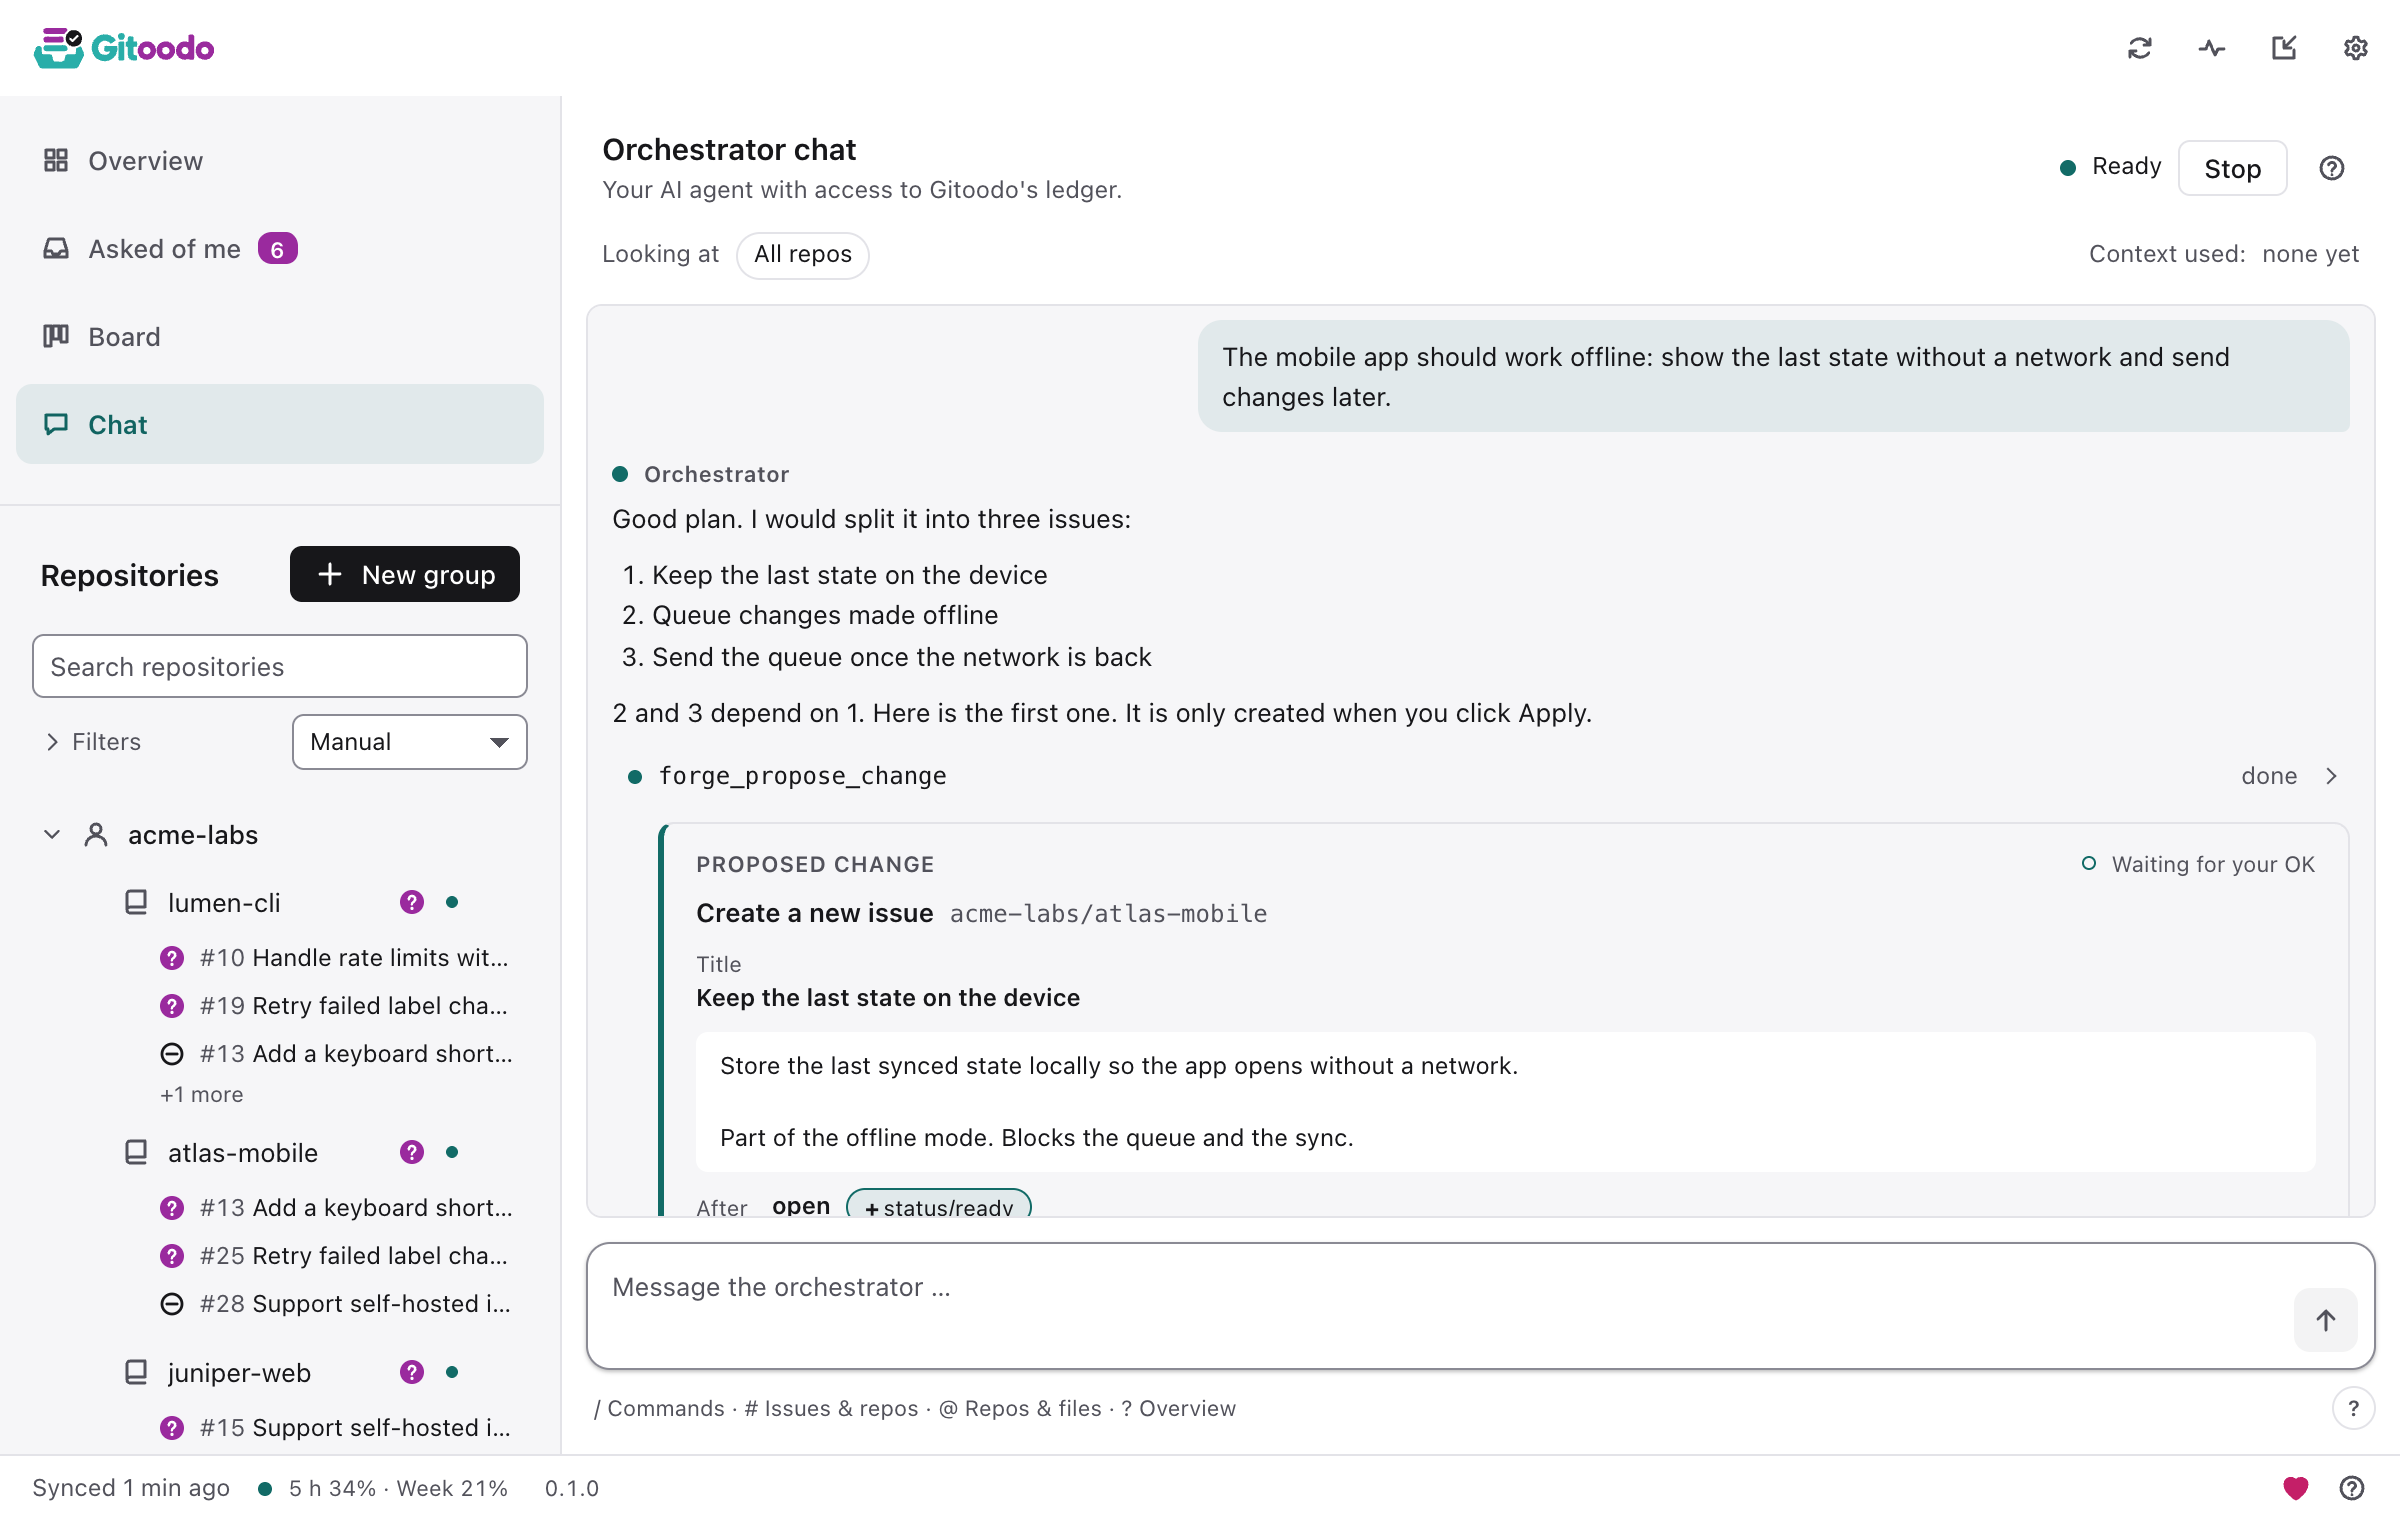 Gitoodo
Overview
Asked of me 6
Board
Chat
Repositories
New group
Search repositories
Filters
Manual
acme-labs
lumen-cli ?
? #10 Handle rate limits wit...
? #19 Retry failed label cha...
#13 Add a keyboard short...
+1 more
atlas-mobile ?
? #13 Add a keyboard short...
? #25 Retry failed label cha...
#28 Support self-hosted i...
juniper-web ?
? #15 Support self-hosted i...
Orchestrator chat
Your AI agent with access to Gitoodo's ledger.
Ready
Stop
?
Looking at All repos
Context used: none yet
The mobile app should work offline: show the last state without a network and send
changes later.
Orchestrator
Good plan. I would split it into three issues:
1. Keep the last state on the device
2. Queue changes made offline
3. Send the queue once the network is back
2 and 3 depend on 1. Here is the first one. It is only created when you click Apply.
forge_propose_change
done
PROPOSED CHANGE
Waiting for your OK
Create a new issue acme-labs/atlas-mobile
Title
Keep the last state on the device
Store the last synced state locally so the app opens without a network.
Part of the offline mode. Blocks the queue and the sync.
After open + status/ready
Message the orchestrator ...
/ Commands · # Issues & repos · @ Repos & files · ? Overview
?
Synced 1 min ago
5 h 34% · Week 21%
0.1.0
?